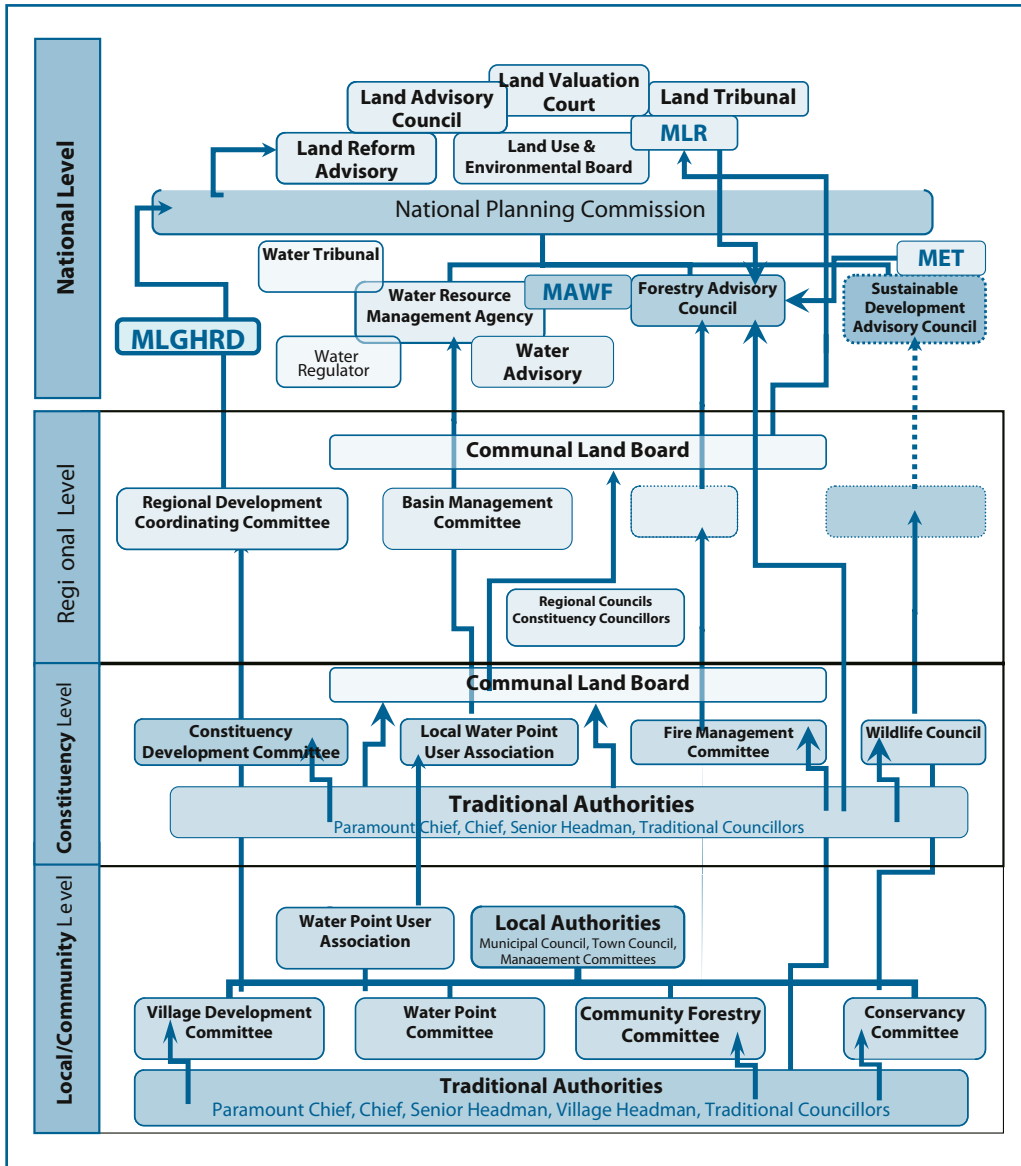 National Level
Land Valuation
Court
Land Advisory
Council
Land Tribunal
MLR
Land Reform
Advisory
Land Use &
Environmental Board
National Planning Commission
Water Tribunal
MET
Water Resource
Management Agency
MAWF
Forestry Advisory
Council
Sustainable
Development
Advisory Council
MLGHRD
Water
Regulator
Water
Advisory
Regi onal Level
Communal Land Board
Regional Development
Coordinating Committee
Basin Management
Committee
Regional Councils
Constituency Councillors
Constituency Level
Communal Land Board
Constituency
Development Committee
Local Water Point
User Association
Fire Management
Committee
Wildlife Council
Traditional Authorities
Paramount Chief, Chief, Senior Headman, Traditional Councillors
Local/Community Level
Water Point User
Association
Local Authorities
Municipal Council, Town Council,
Management Committees
Village Development
Committee
Water Point
Committee
Community Forestry
Committee
Conservancy
Committee
Traditional Authorities
Paramount Chief, Chief, Senior Headman, Village Headman, Traditional Councillors